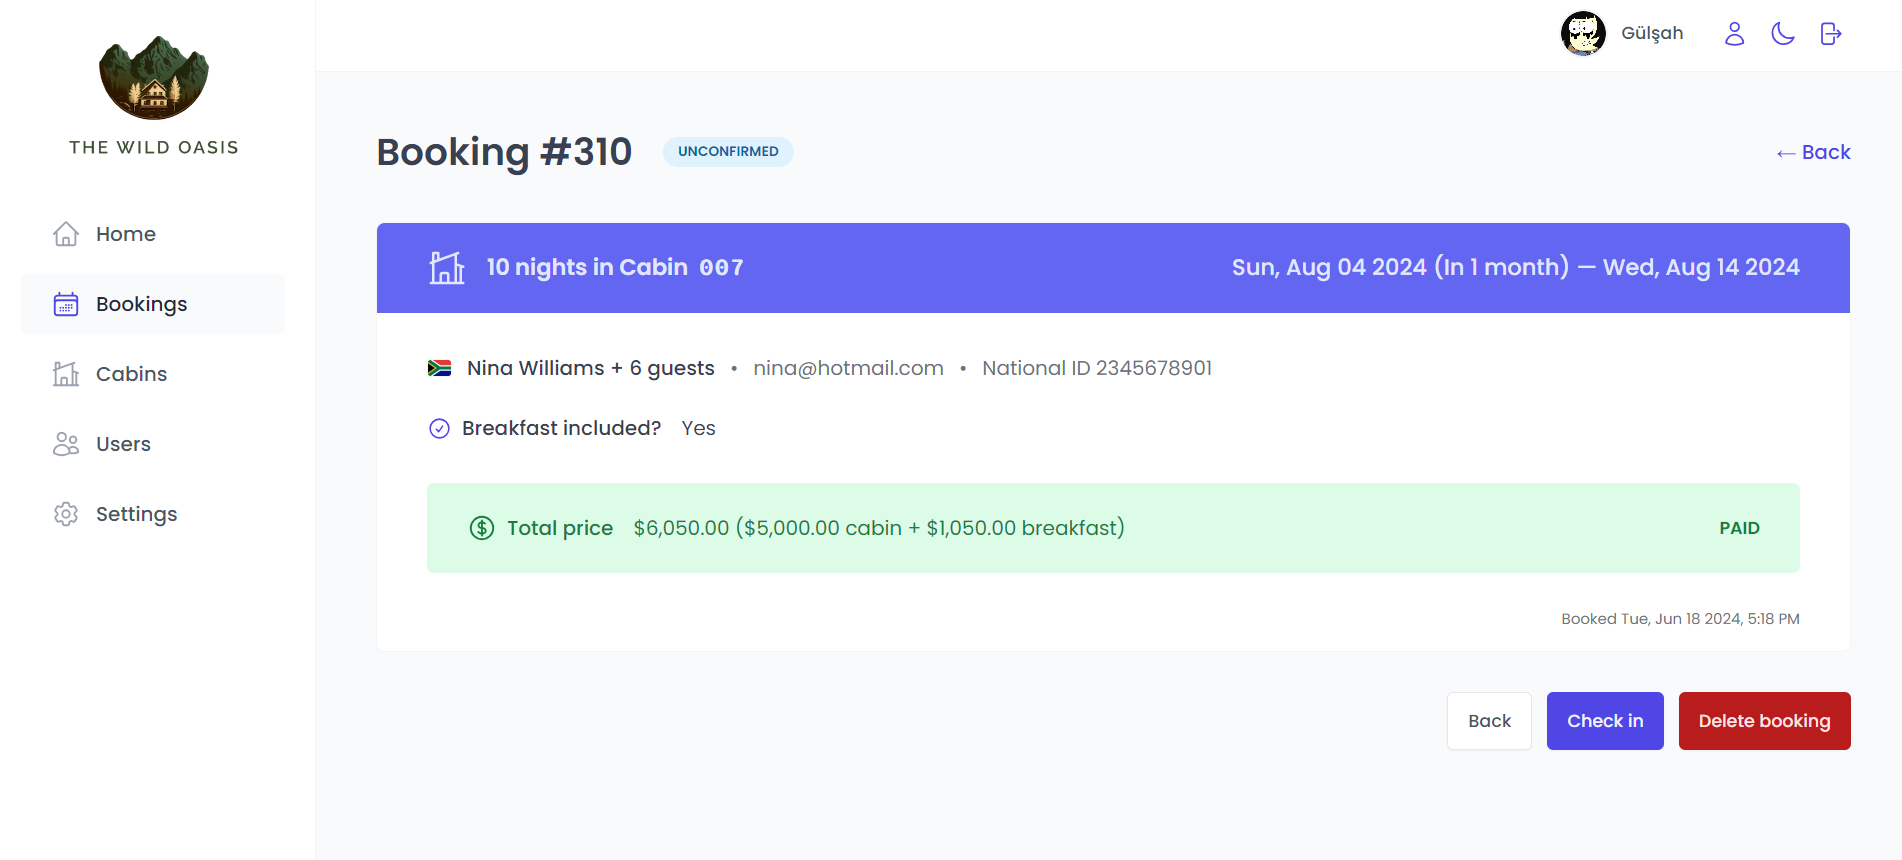 Gülşah
THE WILD OASIS
Home
Bookings
Cabins
Users
Settings
Booking #310 UNCONFIRMED
← Back
10 nights in Cabin 007
Sun, Aug 04 2024 (In 1 month) — Wed, Aug 14 2024
Nina Williams + 6 guests • nina@hotmail.com • National ID 2345678901
Breakfast included? Yes
Total price $6,050.00 ($5,000.00 cabin + $1,050.00 breakfast) PAID
Booked Tue, Jun 18 2024, 5:18 PM
Back
Check in
Delete booking